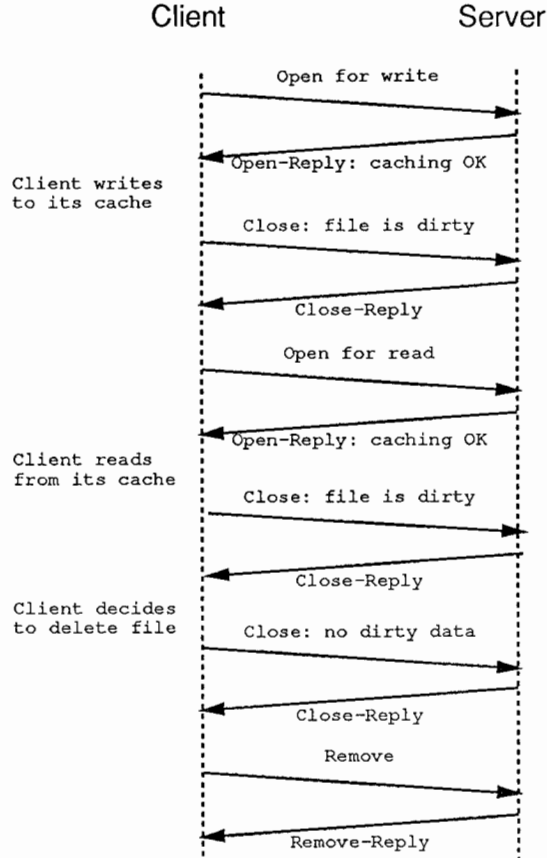 Client Server
Open for write
Open-Reply: caching OK
Client writes
to its cache
Close: file is dirty
Close-Reply
Open for read
Open-Reply: caching OK
Client reads
from its cache
Close: file is dirty
Close-Reply
Client decides
to delete file
Close: no dirty data
Close-Reply
Remove
Remove-Reply